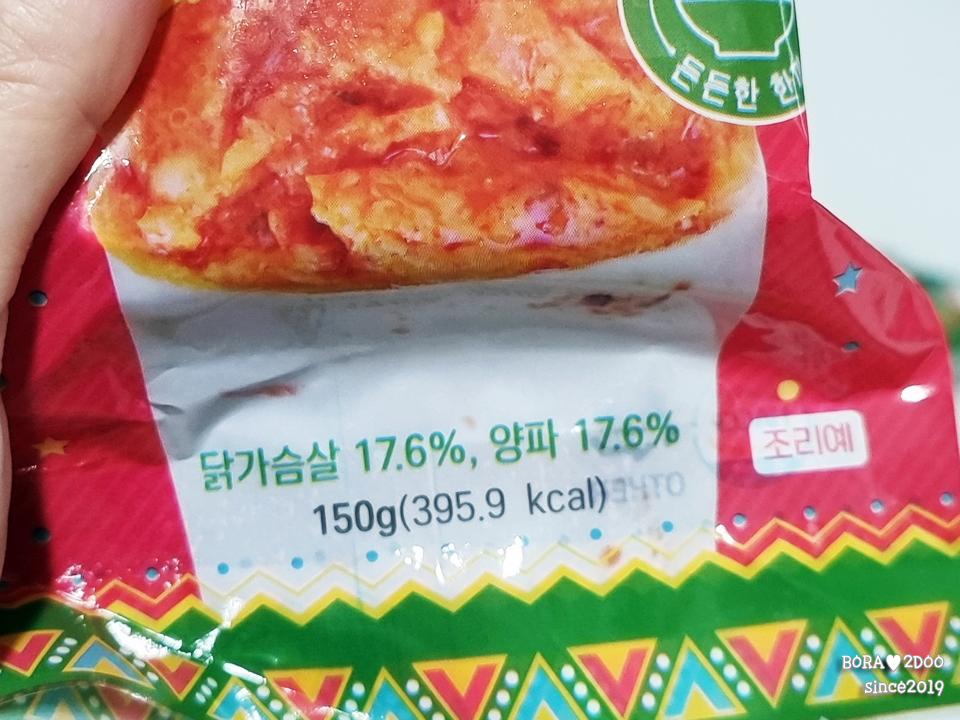 든든한 한
닭가슴살 17.6%, 양파 17.6%
150g(395.9 kcal)
조리예
OTHER
BORA♥2DOO
since2019